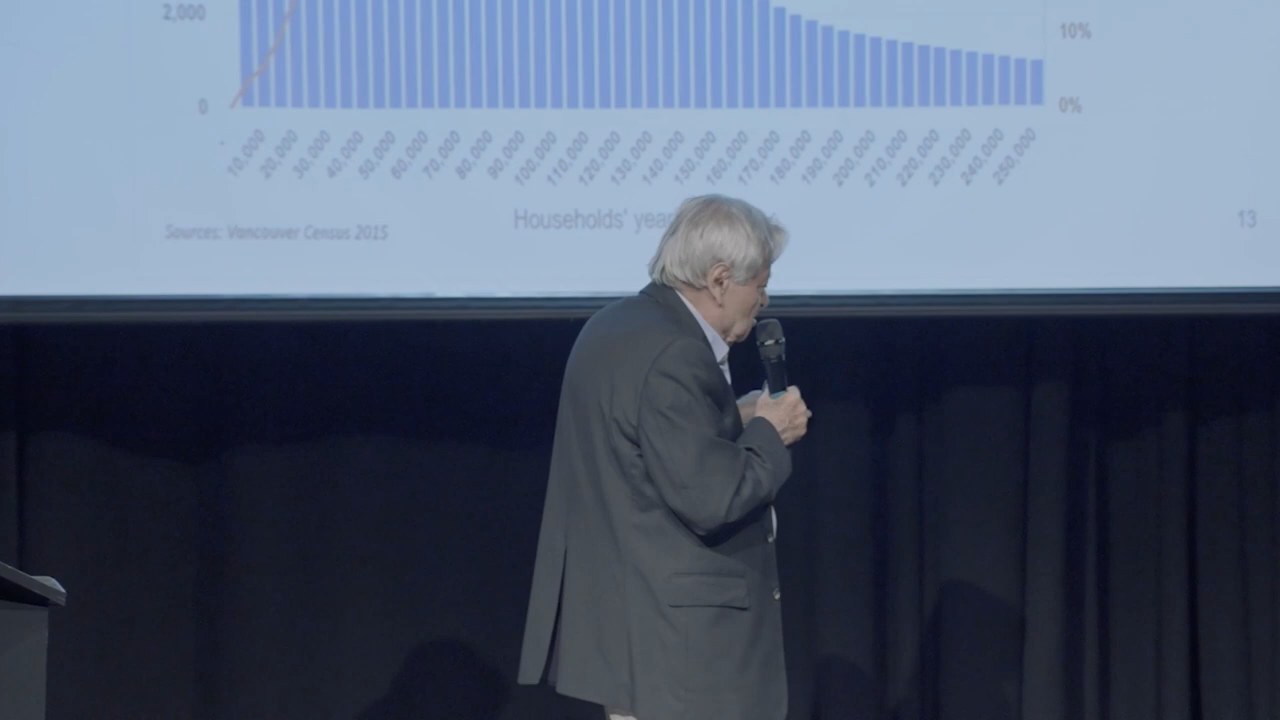 2,000
10%
0
0%
10,000 20,000 30,000 40,000 50,000 60,000 70,000 80,000 90,000 100,000 110,000 120,000 130,000 140,000 150,000 160,000 170,000 180,000 190,000 200,000 210,000 220,000 230,000 240,000 250,000
Households'
Sources: Vancouver Census 2015
13